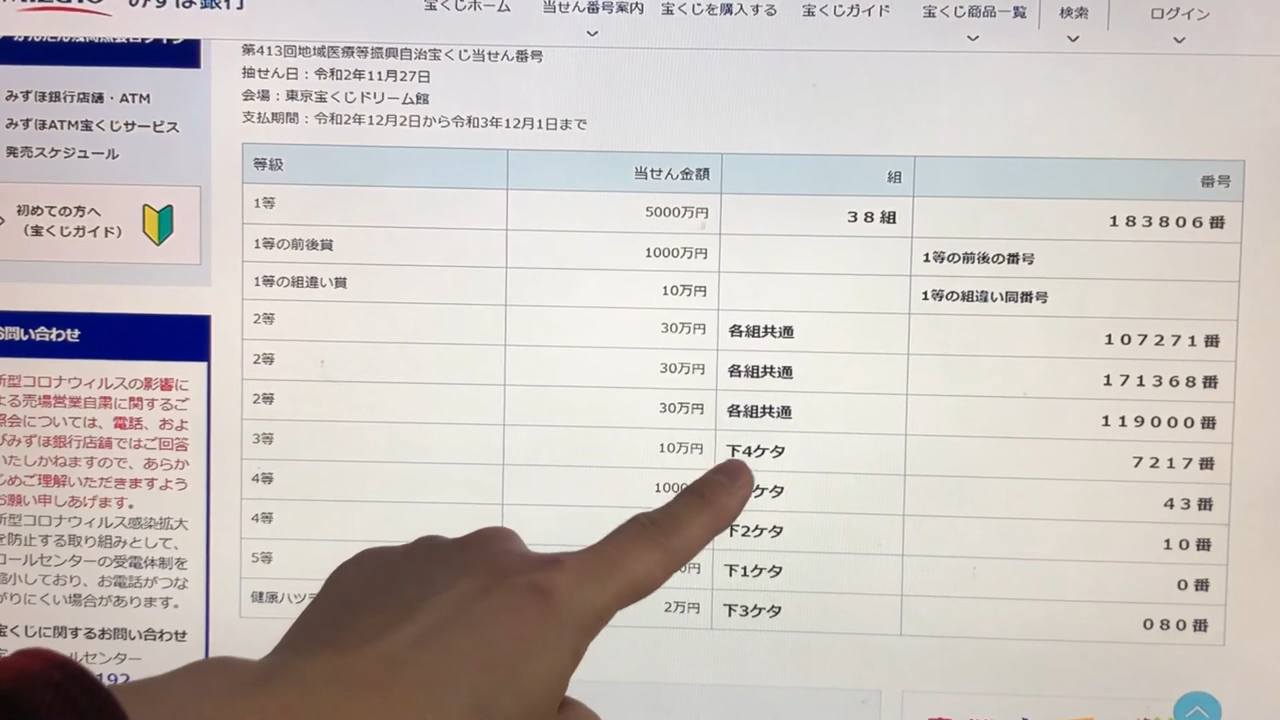 みずほ銀行
宝くじホーム 当せん番号案内 宝くじを購入する 宝くじガイド 宝くじ商品一覧 検索 ログイン
みずほ銀行店舗・ATM
みずほATM宝くじサービス
発売スケジュール
初めての方へ
（宝くじガイド）
お問い合わせ
新型コロナウィルスの影響に
よる売場営業自粛に関するご
照会については、電話、およ
びみずほ銀行店舗ではご回答
いたしかねますので、あらか
じめご理解いただきますよう
お願い申しあげます。
新型コロナウィルス感染拡大
を防止する取り組みとして、
コールセンターの受電体制を
縮小しており、お電話がつな
がりにくい場合があります。
宝くじに関するお問い合わせ
192
第413回地域医療等振興自治宝くじ当せん番号
抽せん日：令和2年11月27日
会場：東京宝くじドリーム館
支払期間：令和2年12月2日から令和3年12月1日まで
等級 当せん金額 組 番号
1等 5000万円 38組 183806番
1等の前後賞 1000万円 1等の前後の番号
1等の組違い賞 10万円 1等の組違い同番号
2等 30万円 各組共通 107271番
2等 30万円 各組共通 171368番
2等 30万円 各組共通 119000番
3等 10万円 下4ケタ 7217番
4等 1000 ケタ 43番
4等 下2ケタ 10番
5等 円 下1ケタ 0番
健康ハッ 2万円 下3ケタ 080番